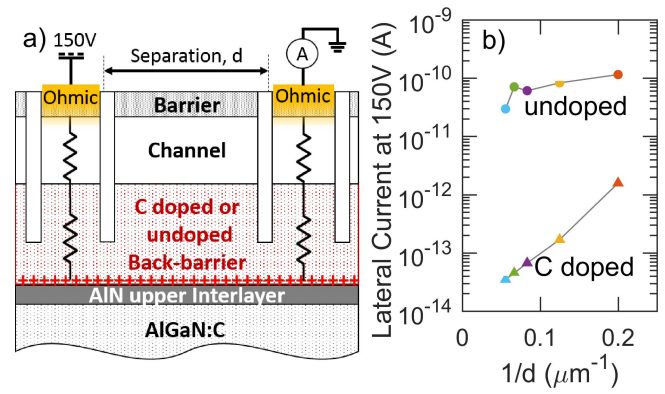 a)
150V
A
Separation, d
Ohmic
Ohmic
Barrier
Channel
C doped or
undoped
Back-barrier
++++++++++++++++++++++++++++++++
AlN upper Interlayer
AlGaN:C
b)
Lateral Current at 150V (A)
10⁻⁹
10⁻¹⁰
10⁻¹¹
10⁻¹²
10⁻¹³
10⁻¹⁴
undoped
C doped
0
0.1
0.2
1/d (μm⁻¹)